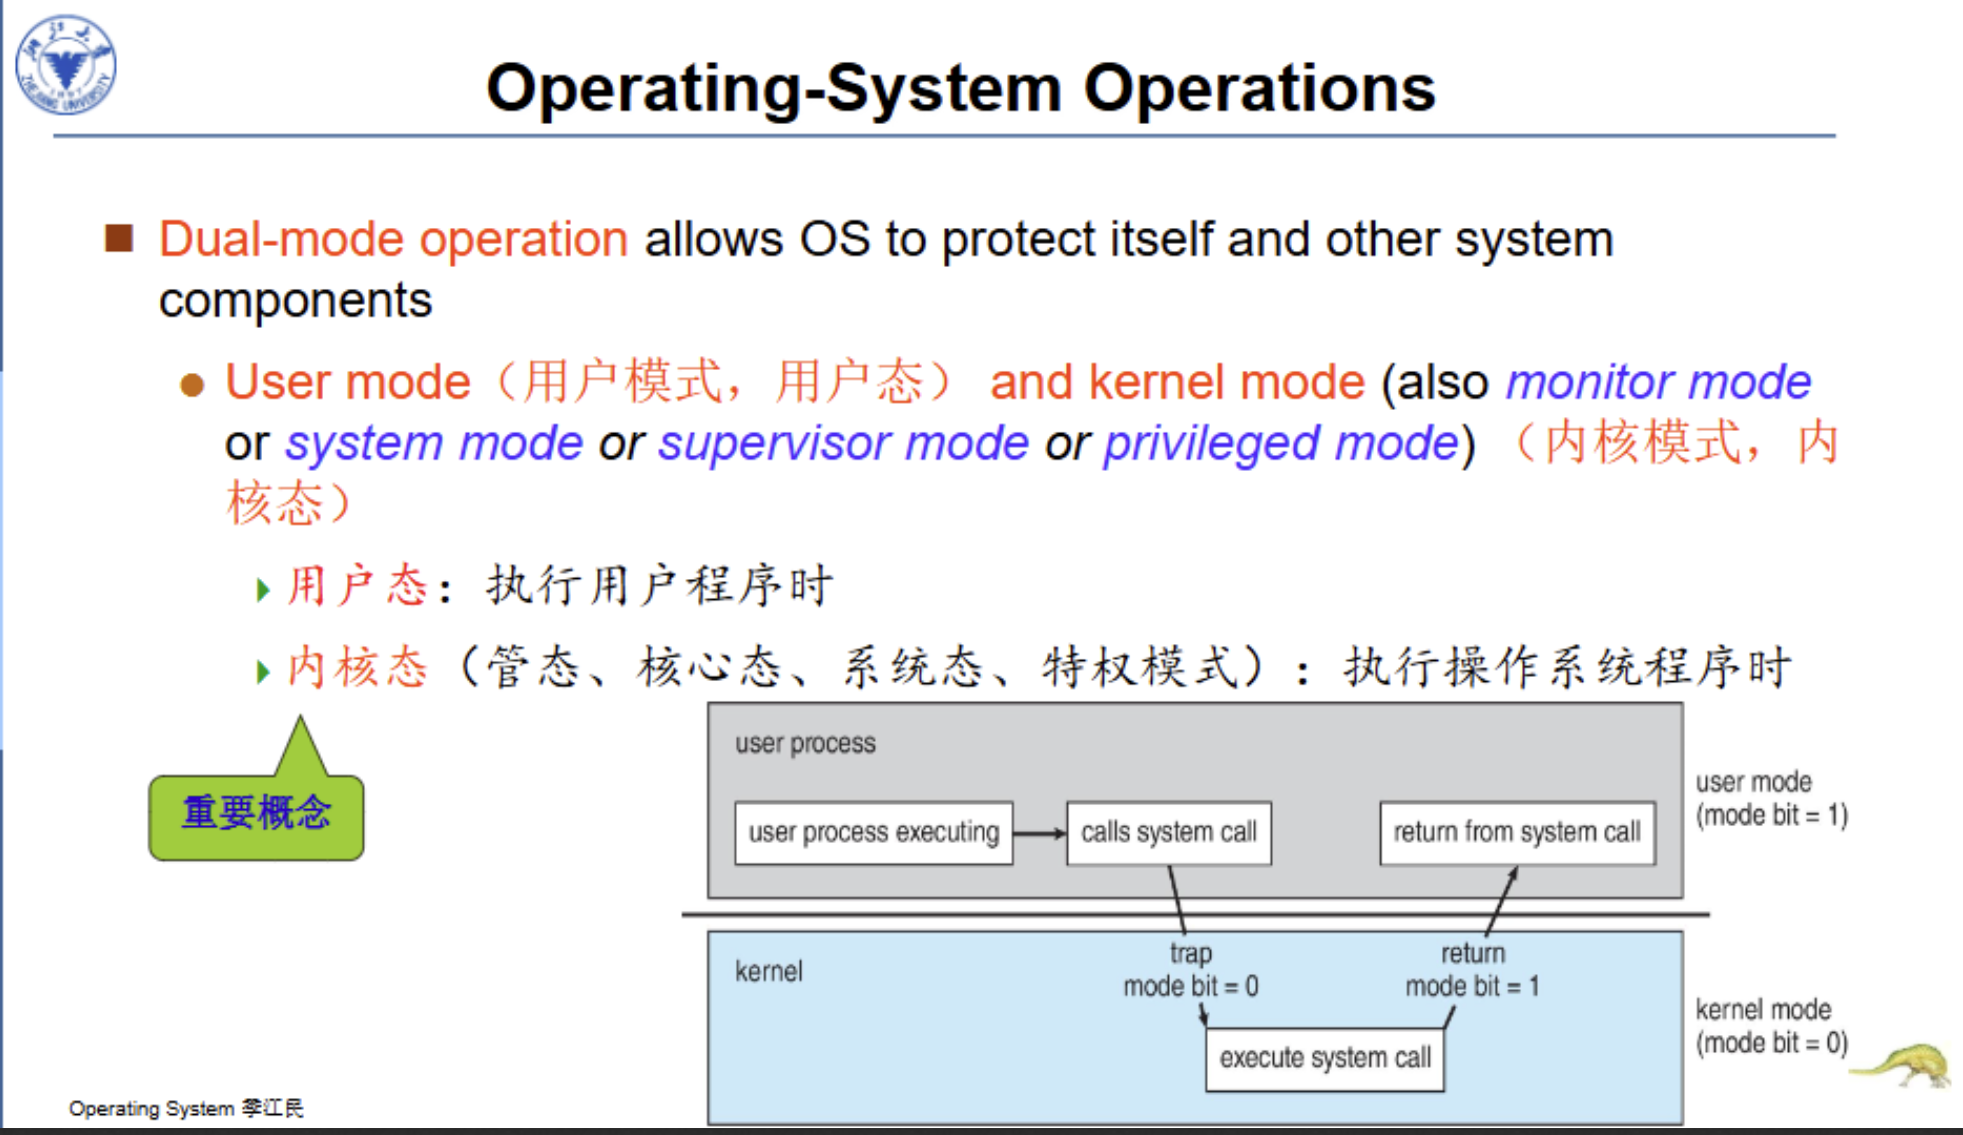 Operating-System Operations
Dual-mode operation allows OS to protect itself and other system
components
User mode（用户模式，用户态） and kernel mode (also monitor mode
or system mode or supervisor mode or privileged mode) （内核模式，内
核态）
用户态：执行用户程序时
内核态（管态、核心态、系统态、特权模式）：执行操作系统程序时
重要概念
user process
user process executing
calls system call
return from system call
user mode
(mode bit = 1)
kernel
trap
mode bit = 0
return
mode bit = 1
execute system call
kernel mode
(mode bit = 0)
Operating System 季江民